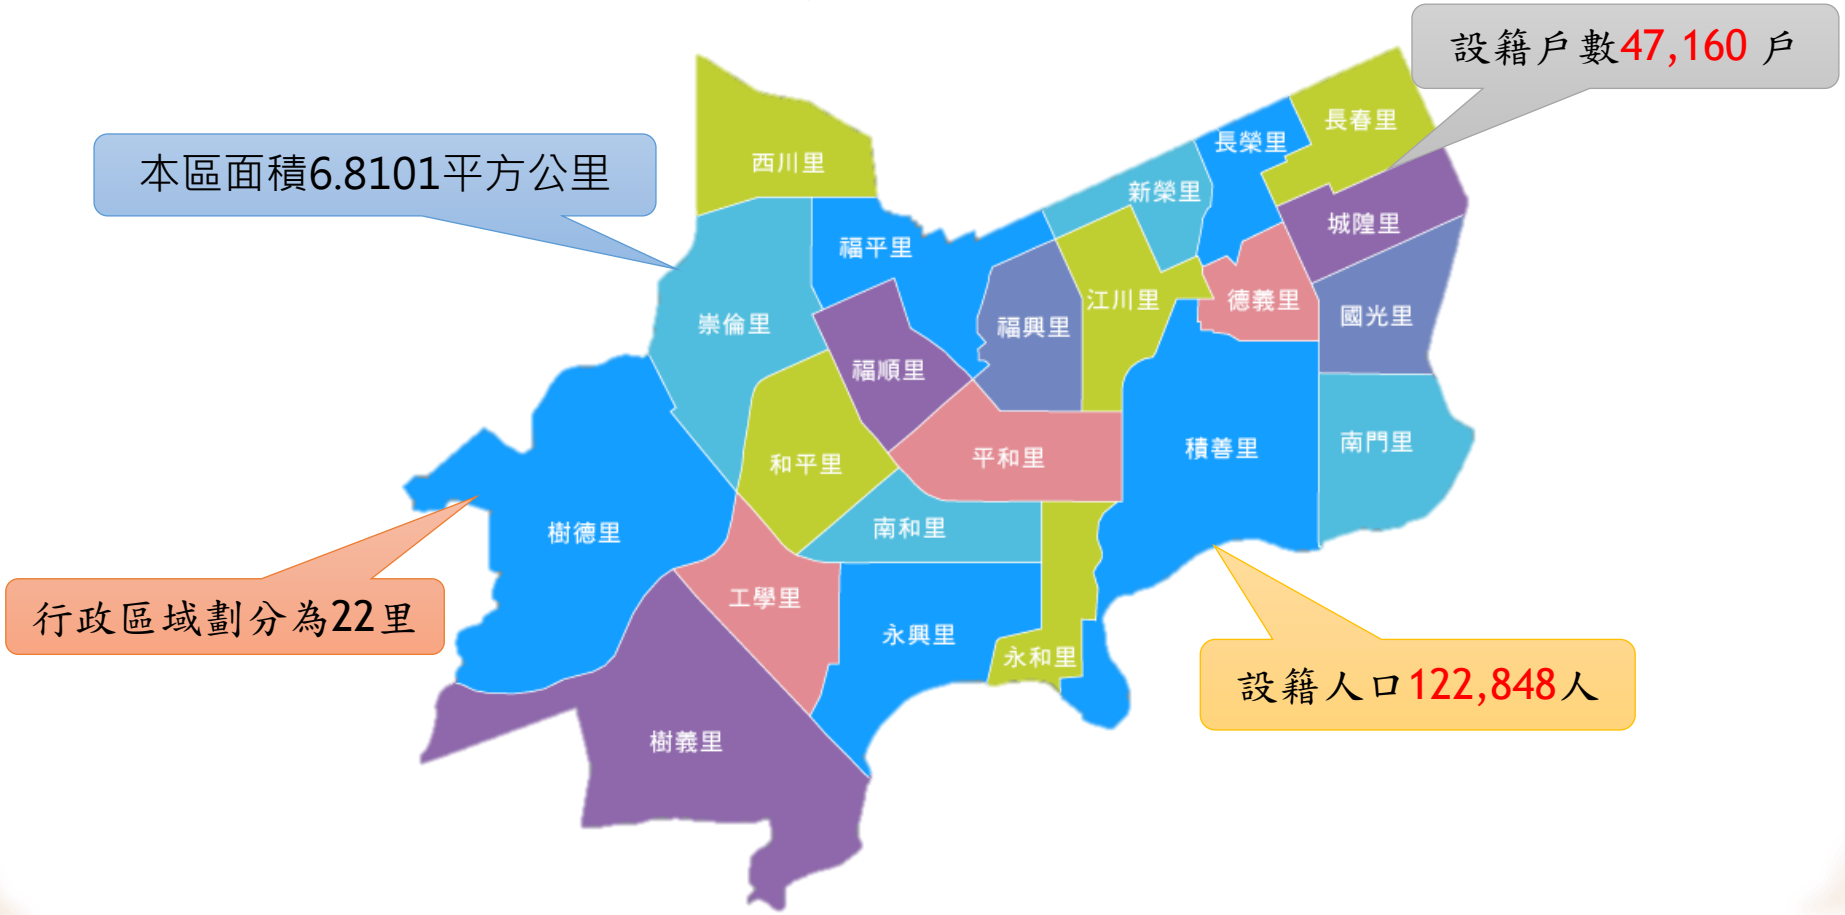 設籍戶數47,160 戶
長春里
長榮里
西川里
本區面積6.8101平方公里
新榮里
城隍里
福平里
江川里
德義里
國光里
崇倫里
福興里
福順里
南門里
積善里
平和里
和平里
南和里
樹德里
工學里
行政區域劃分為22里
永興里
永和里
設籍人口122,848人
樹義里